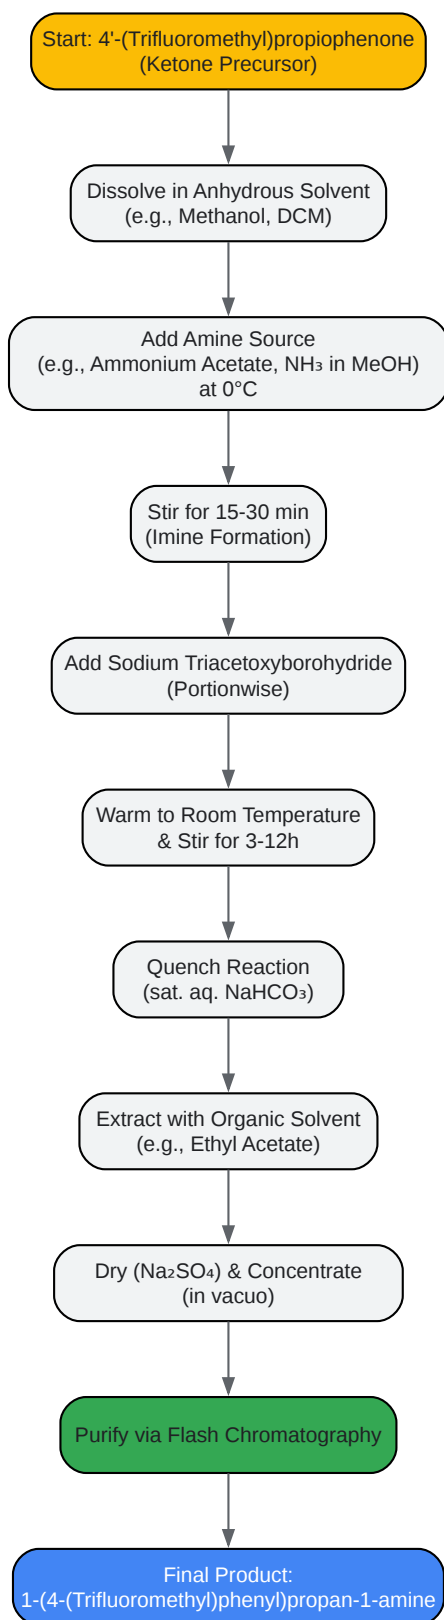 Start: 4'-(Trifluoromethyl)propiophenone
(Ketone Precursor)
Dissolve in Anhydrous Solvent
(e.g., Methanol, DCM)
Add Amine Source
(e.g., Ammonium Acetate, NH₃ in MeOH)
at 0°C
Stir for 15-30 min
(Imine Formation)
Add Sodium Triacetoxyborohydride
(Portionwise)
Warm to Room Temperature
& Stir for 3-12h
Quench Reaction
(sat. aq. NaHCO₃)
Extract with Organic Solvent
(e.g., Ethyl Acetate)
Dry (Na₂SO₄) & Concentrate
(in vacuo)
Purify via Flash Chromatography
Final Product:
1-(4-(Trifluoromethyl)phenyl)propan-1-amine